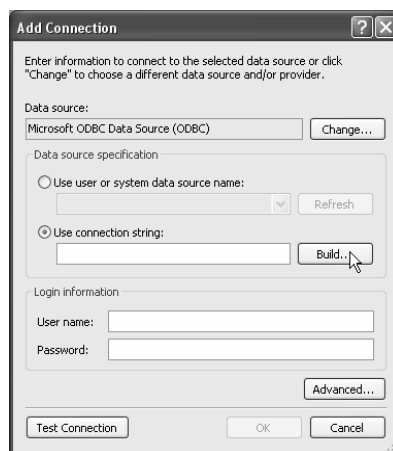 Add Connection
Enter information to connect to the selected data source or click
"Change" to choose a different data source and/or provider.
Data source:
Microsoft ODBC Data Source (ODBC)
Change...
Data source specification
Use user or system data source name:
Refresh
Use connection string:
Build...
Login information
User name:
Password:
Advanced...
Test Connection
OK
Cancel